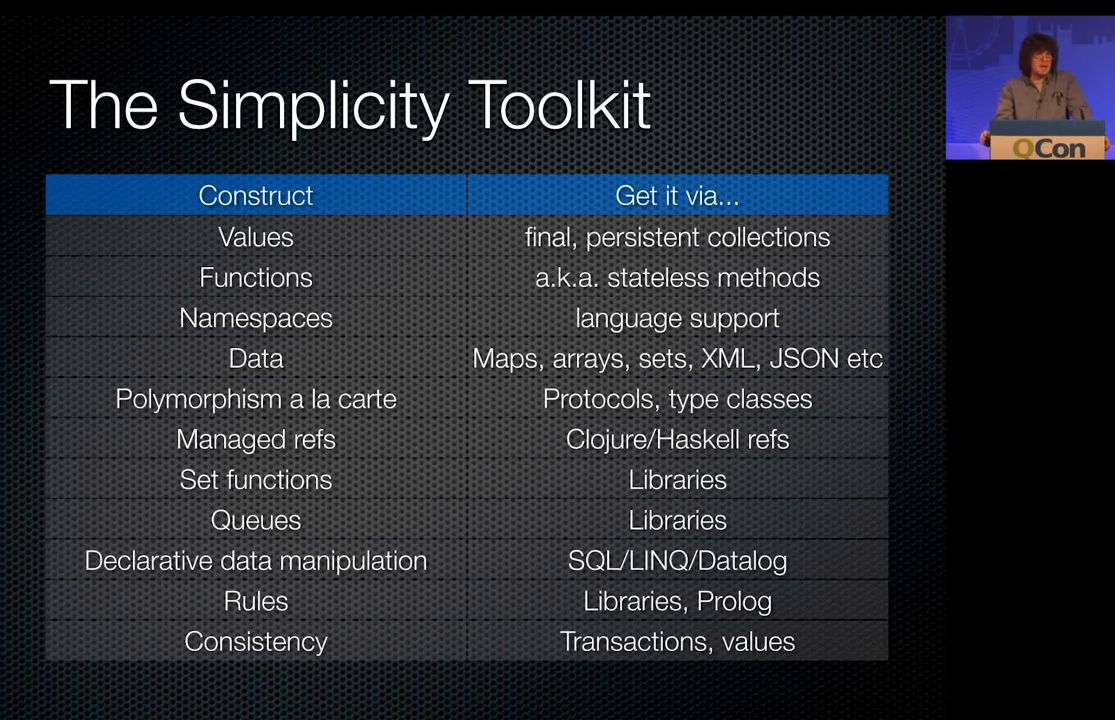 The Simplicity Toolkit
Construct Get it via...
Values final, persistent collections
Functions a.k.a. stateless methods
Namespaces language support
Data Maps, arrays, sets, XML, JSON etc
Polymorphism a la carte Protocols, type classes
Managed refs Clojure/Haskell refs
Set functions Libraries
Queues Libraries
Declarative data manipulation SQL/LINQ/Datalog
Rules Libraries, Prolog
Consistency Transactions, values
QCon